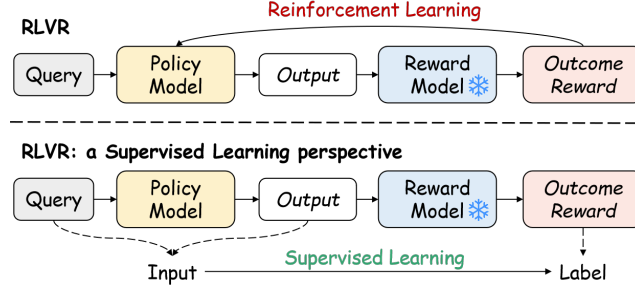 Reinforcement Learning
RLVR
Query
Policy
Model
Output
Reward
Model
Outcome
Reward
RLVR: a Supervised Learning perspective
Query
Policy
Model
Output
Reward
Model
Outcome
Reward
Input
Supervised Learning
Label